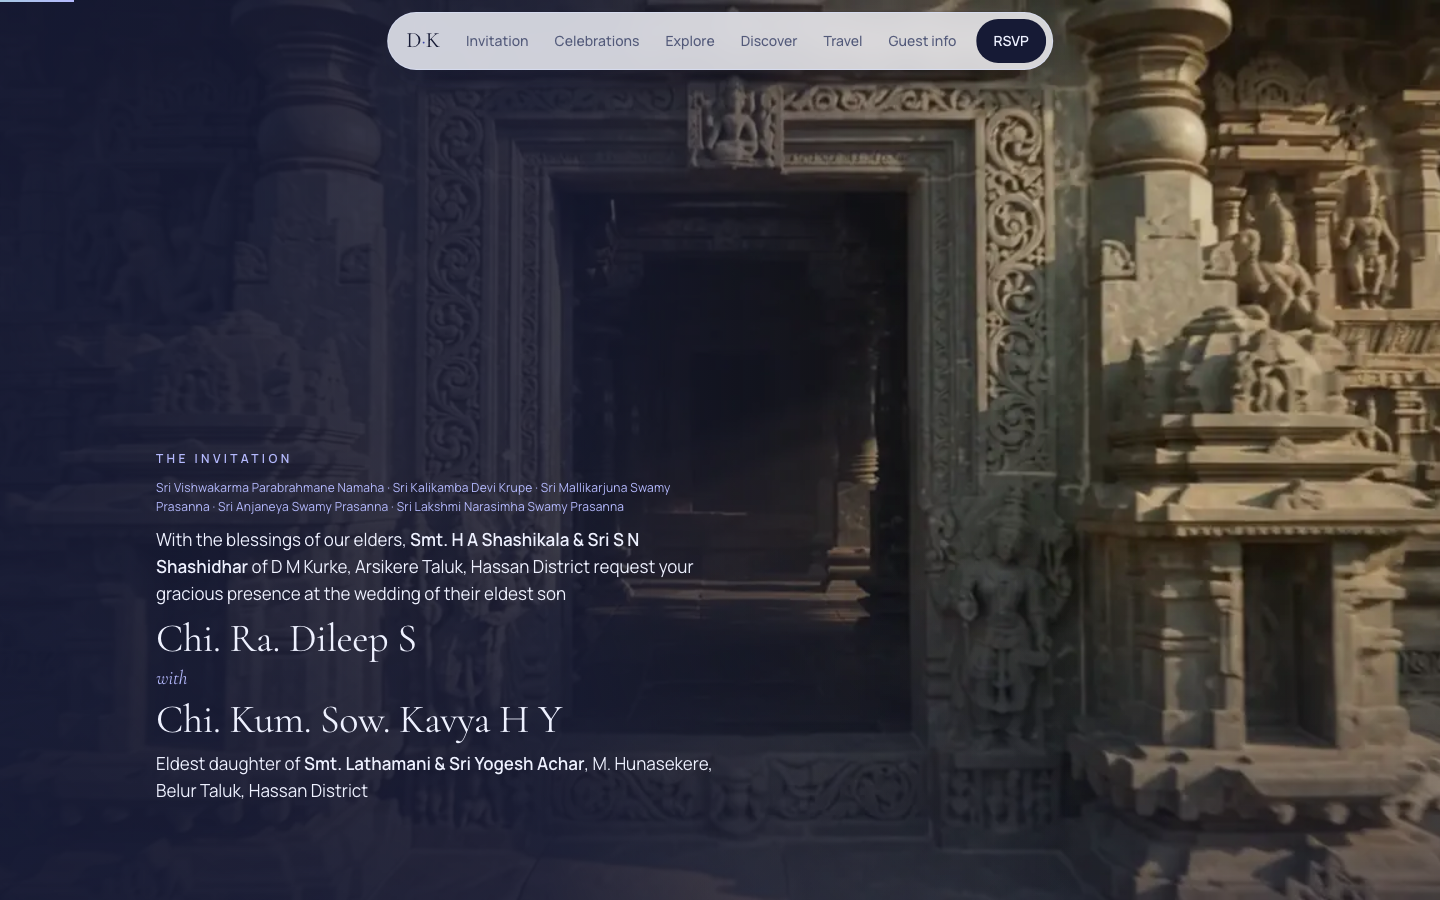 D·K Invitation Celebrations Explore Discover Travel Guest info RSVP
THE INVITATION
Sri Vishwakarma Parabrahmane Namaha · Sri Kalikamba Devi Krupe · Sri Mallikarjuna Swamy
Prasanna · Sri Anjaneya Swamy Prasanna · Sri Lakshmi Narasimha Swamy Prasanna
With the blessings of our elders, Smt. H A Shashikala & Sri S N
Shashidhar of D M Kurke, Arsikere Taluk, Hassan District request your
gracious presence at the wedding of their eldest son
Chi. Ra. Dileep S
with
Chi. Kum. Sow. Kavya H Y
Eldest daughter of Smt. Lathamani & Sri Yogesh Achar, M. Hunasekere,
Belur Taluk, Hassan District